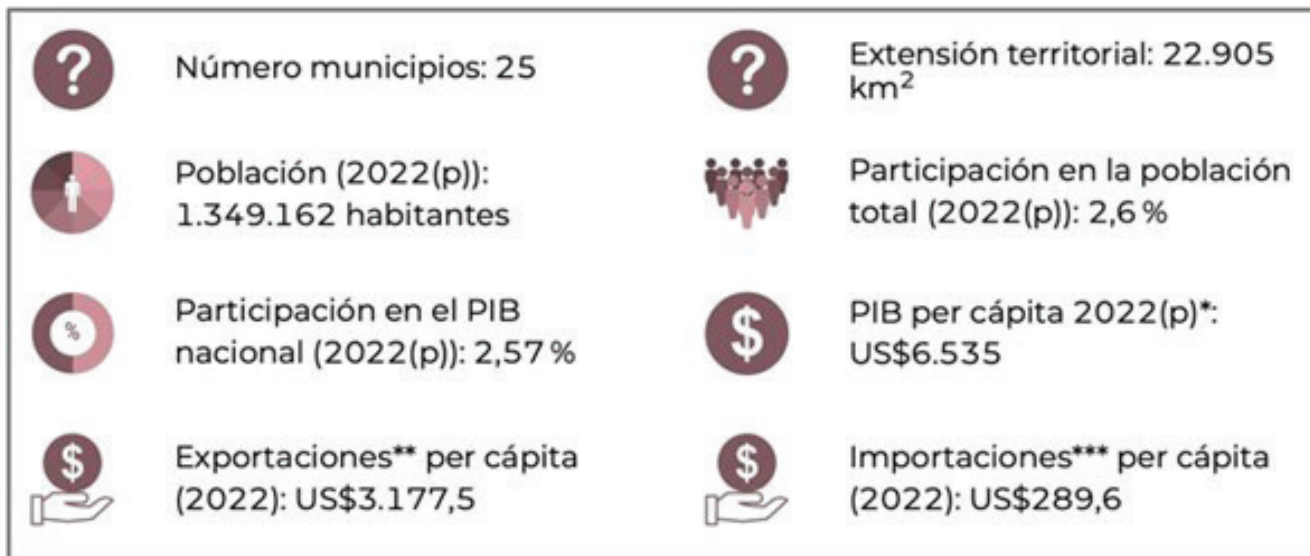 Número municipios: 25
Extensión territorial: 22.905
km²
Población (2022(p)):
1.349.162 habitantes
Participación en la población
total (2022(p)): 2,6 %
%
Participación en el PIB
nacional (2022(p)): 2,57 %
$
PIB per cápita 2022(p)*:
US$6.535
$
Exportaciones** per cápita
(2022): US$3.177,5
$
Importaciones*** per cápita
(2022): US$289,6